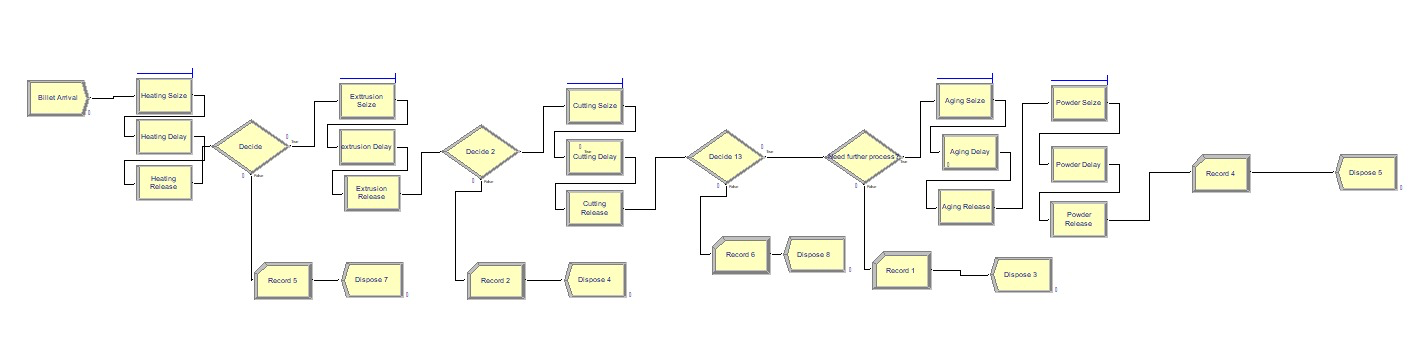 Billet Arrival
Heating Seize
Heating Delay
Heating
Release
Decide
True
False
Record 5
Dispose 7
Exttrusion
Seize
extrusion Delay
Extrusion
Release
Decide 2
False
Record 2
Dispose 4
Cutting Seize
True
Cutting Delay
Cutting
Release
Decide 13
True
False
Record 6
Dispose 8
Need further process?
True
False
Record 1
Dispose 3
Aging Seize
Aging Delay
Aging Release
Powder Seize
Powder Delay
Powder
Release
Record 4
Dispose 5